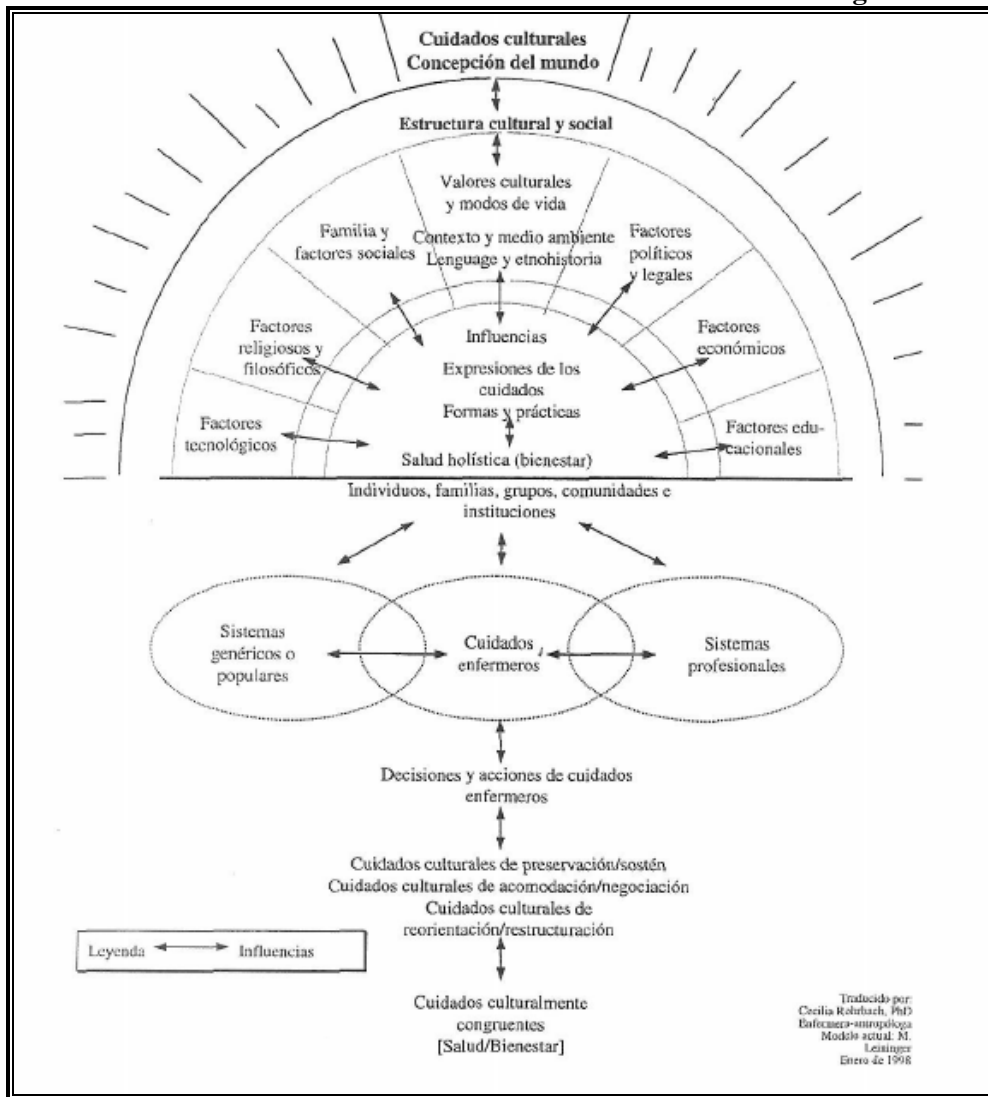 Cuidados culturales
Concepción del mundo
Estructura cultural y social
Valores culturales
y modos de vida
Familia y
factores sociales
Contexto y medio ambiente
Lenguage y etnohistoria
Factores
políticos
y legales
Factores
religiosos y
filosóficos
Influencias
Factores
económicos
Expresiones de los
cuidados
Formas y prácticas
Factores
tecnológicos
Factores edu-
cacionales
Salud holística (bienestar)
Individuos, familias, grupos, comunidades e
instituciones
Sistemas
genéricos o
populares
Cuidados
enfermeros
Sistemas
profesionales
Decisiones y acciones de cuidados
enfermeros
Cuidados culturales de preservación/sostén
Cuidados culturales de acomodación/negociación
Cuidados culturales de
reorientación/restructuración
Leyenda Influencias
Cuidados culturalmente
congruentes
[Salud/Bienestar]
Traducido por:
Cecilia Rohrbach, PhD
Enfermera-antropóloga
Modelo actual: M.
Leininger
Enero de 1998